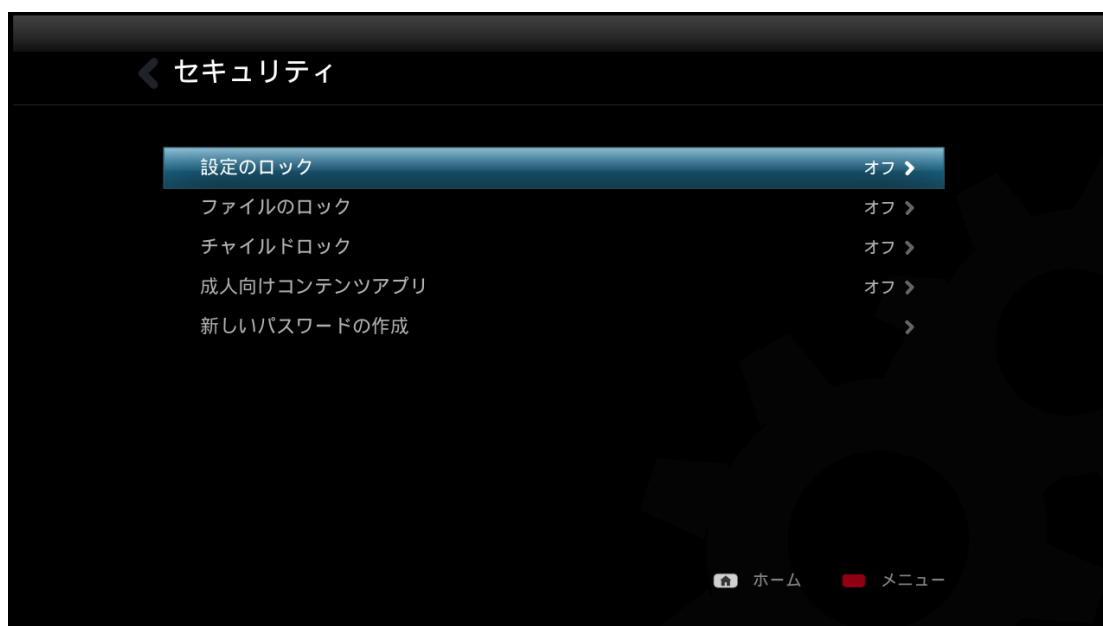 セキュリティ
設定のロック オフ
ファイルのロック オフ
チャイルドロック オフ
成人向けコンテンツアプリ オフ
新しいパスワードの作成
ホーム メニュー